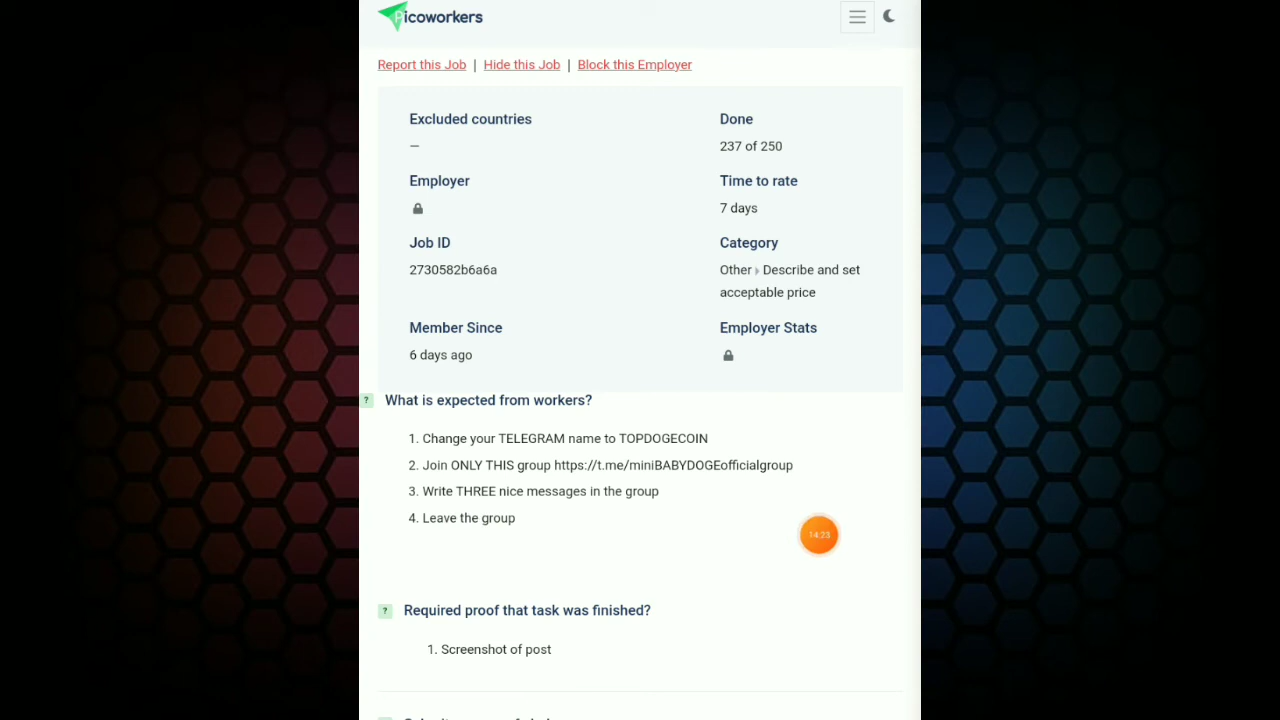 Picoworkers
Report this Job | Hide this Job | Block this Employer
Excluded countries
Done
—
237 of 250
Employer
Time to rate
7 days
Job ID
Category
2730582b6a6a
Other ▸ Describe and set
acceptable price
Member Since
Employer Stats
6 days ago
? What is expected from workers?
1. Change your TELEGRAM name to TOPDOGECOIN
2. Join ONLY THIS group https://t.me/miniBABYDOGEofficialgroup
3. Write THREE nice messages in the group
4. Leave the group
14:23
? Required proof that task was finished?
1. Screenshot of post